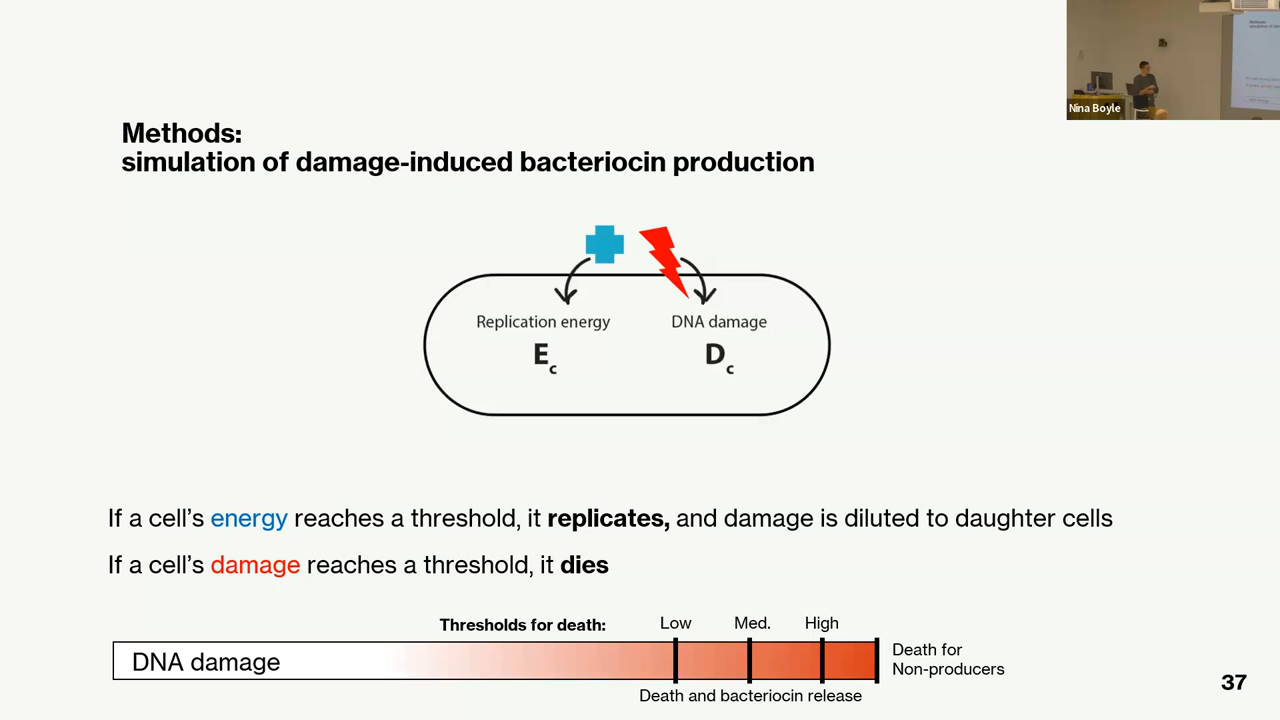 Nina Boyle
Methods:
simulation of damage-induced bacteriocin production
Replication energy
DNA damage
Ec
Dc
If a cell's energy reaches a threshold, it replicates, and damage is diluted to daughter cells
If a cell's damage reaches a threshold, it dies
Thresholds for death:
Low
Med.
High
DNA damage
Death for
Non-producers
Death and bacteriocin release
37